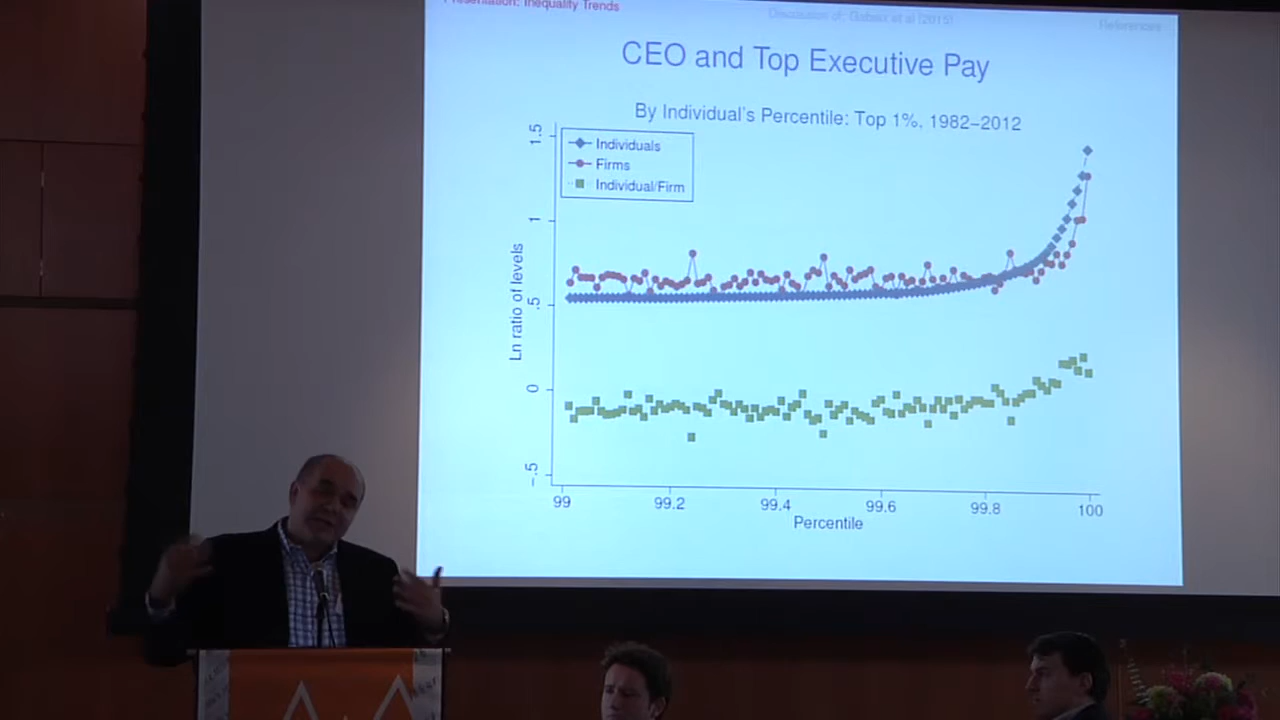 Presentation: Inequality Trends
Discussion of: Gabaix et al (2015)
References
CEO and Top Executive Pay
By Individual's Percentile: Top 1%, 1982–2012
Individuals
Firms
Individual/Firm
Ln ratio of levels
1.5
1
.5
0
-.5
99
99.2
99.4
99.6
99.8
100
Percentile